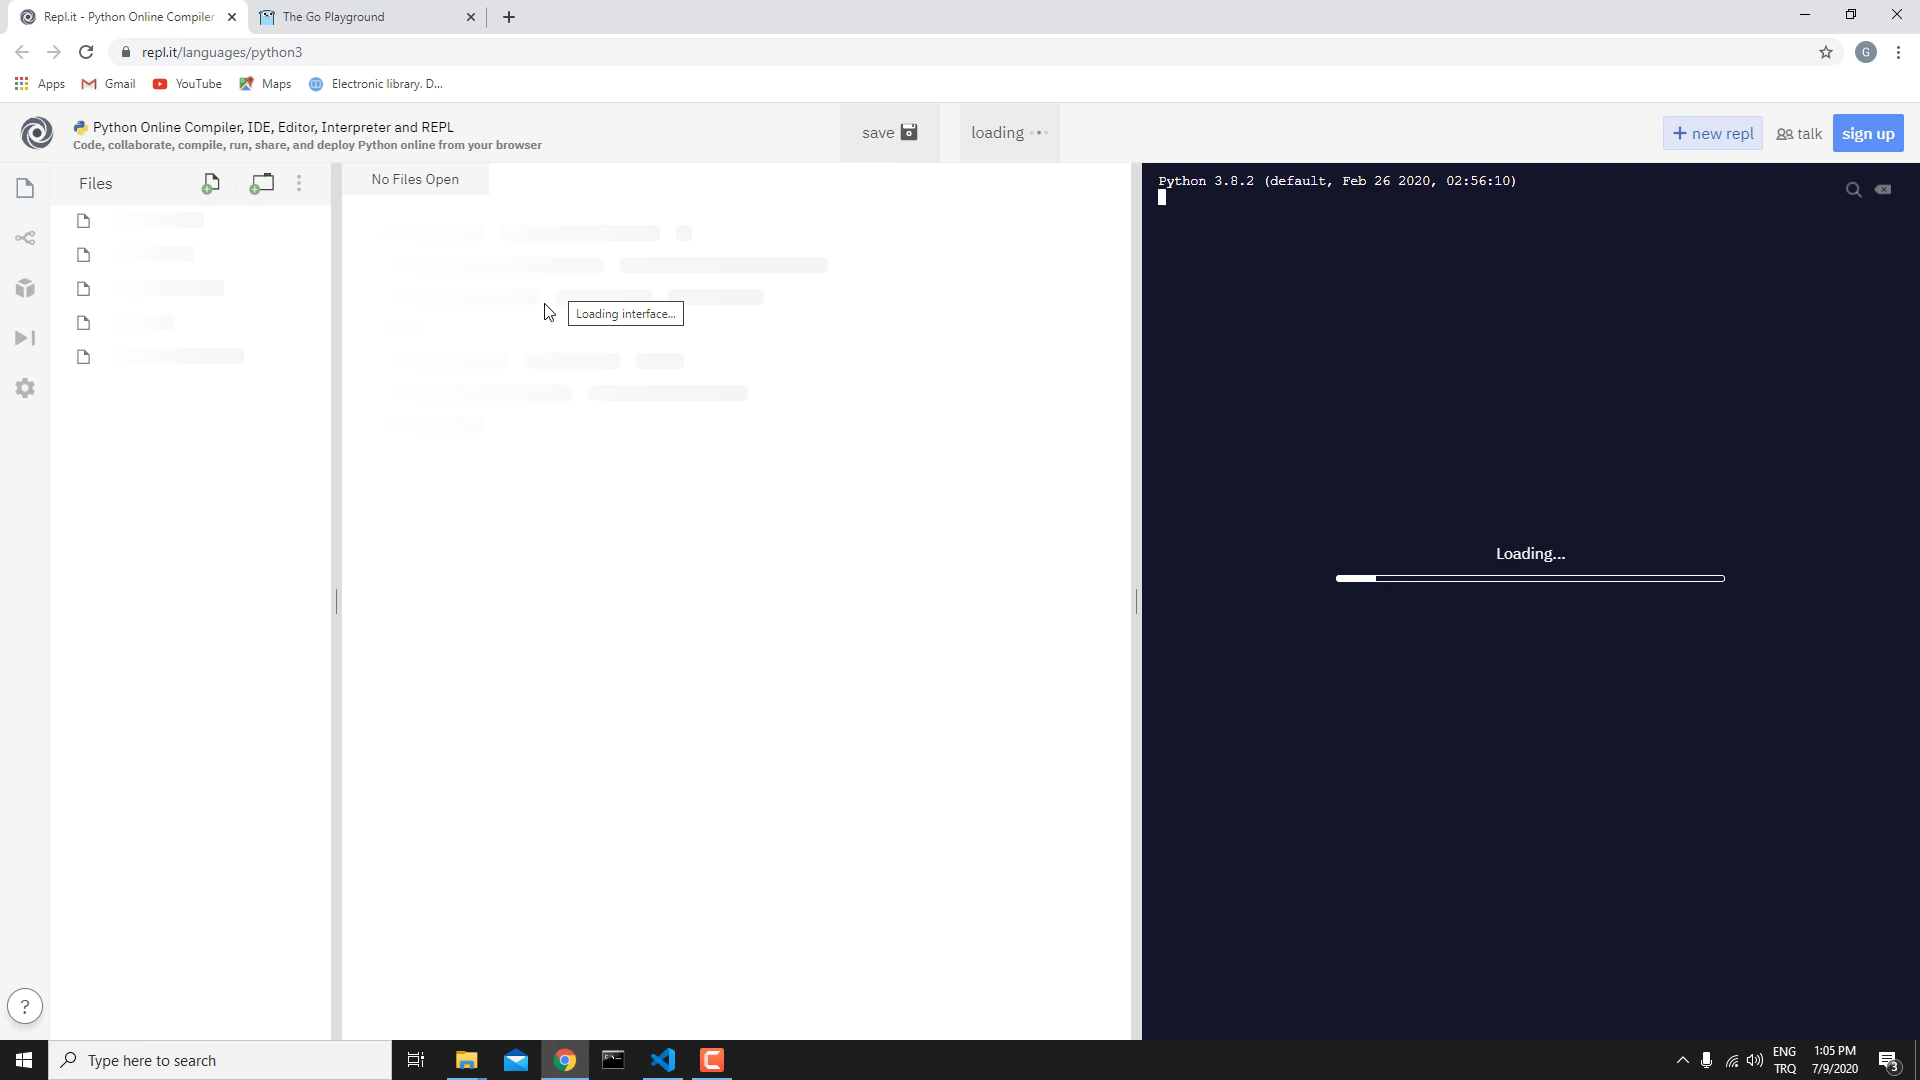 Repl.it - Python Online Compiler
The Go Playground
repl.it/languages/python3
G
Apps
Gmail
YouTube
Maps
Electronic library. D...
Python Online Compiler, IDE, Editor, Interpreter and REPL
Code, collaborate, compile, run, share, and deploy Python online from your browser
save
loading
+ new repl
talk
sign up
Files
No Files Open
Python 3.8.2 (default, Feb 26 2020, 02:56:10)
Loading interface...
Loading...
?
Type here to search
ENG
TRQ
1:05 PM
7/9/2020
3